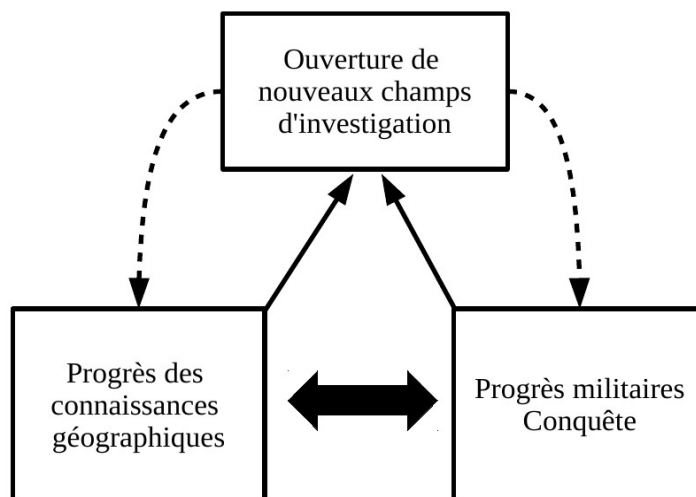 Ouverture de
nouveaux champs
d'investigation
Progrès des
connaissances
géographiques
Progrès militaires
Conquête